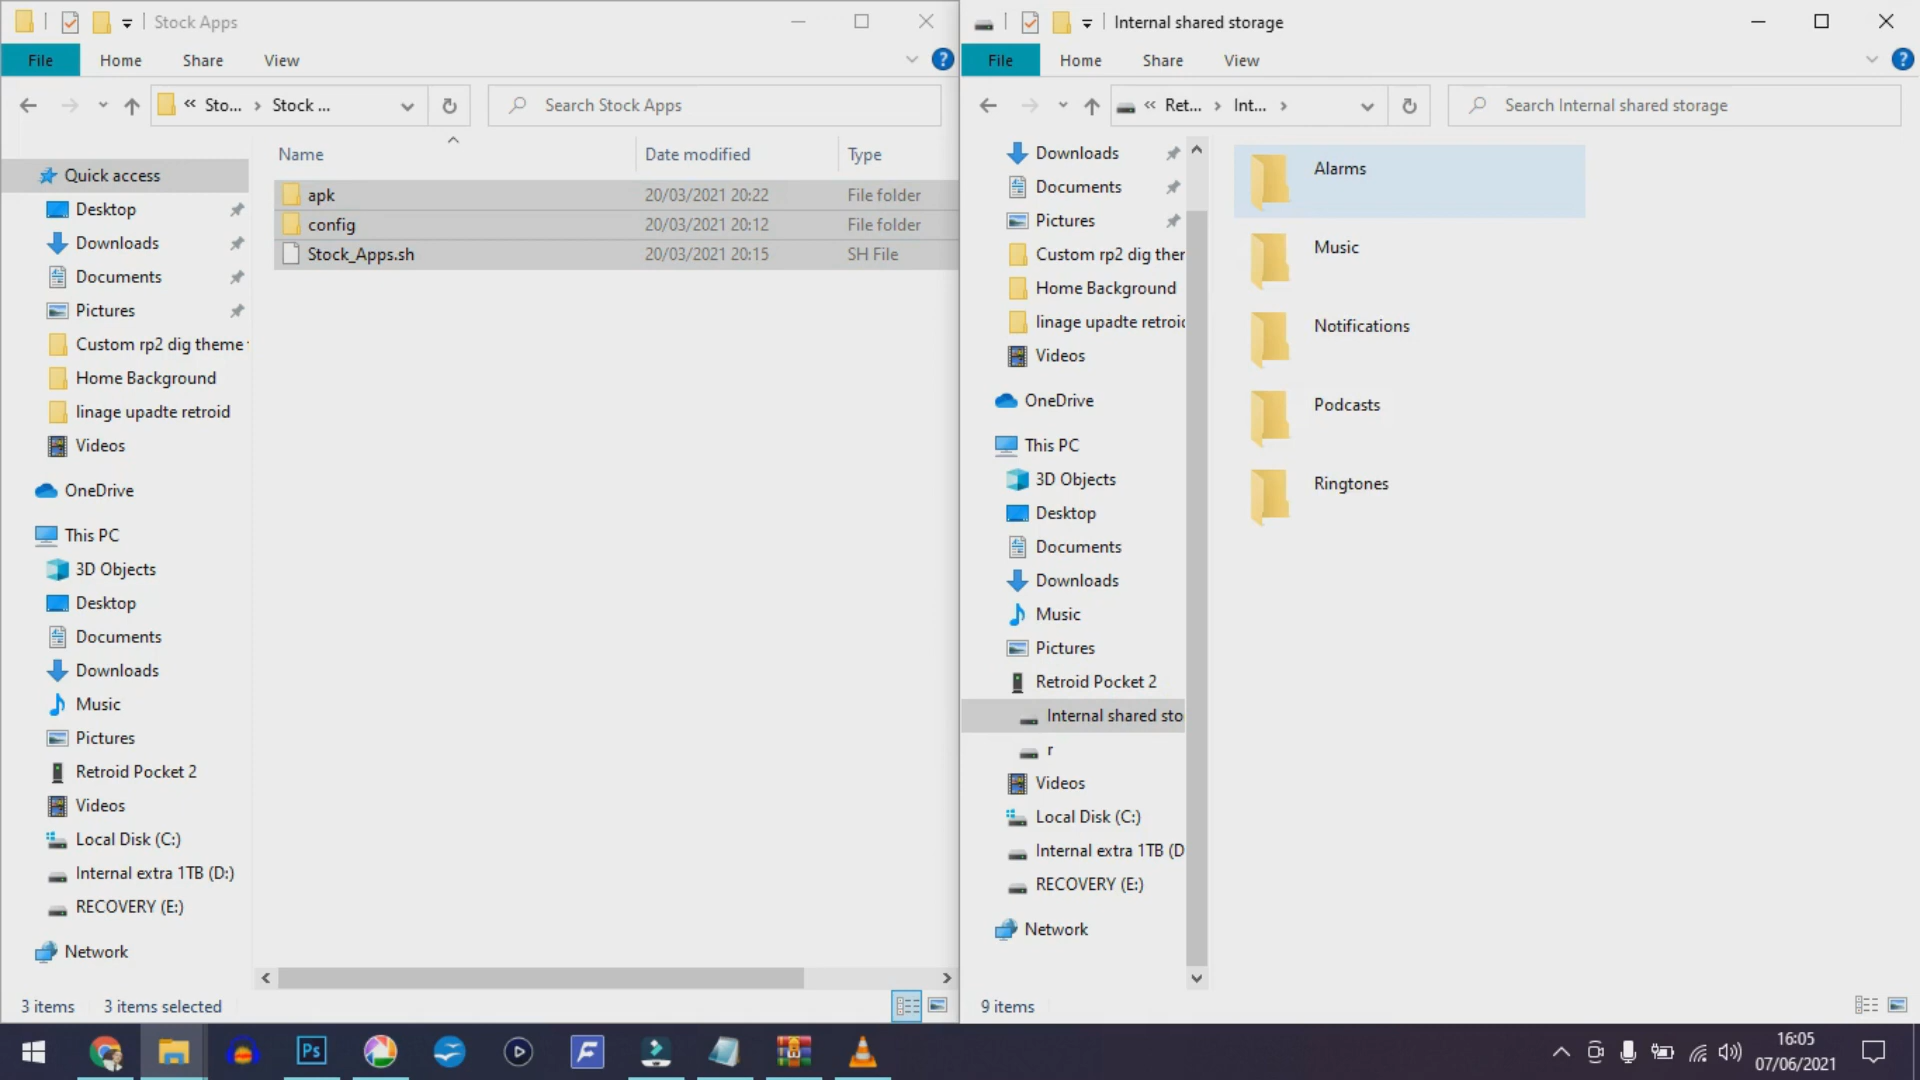 Stock Apps
File
Home
Share
View
« Sto... › Stock ...
Search Stock Apps
Name
Date modified
Type
apk
20/03/2021 20:22
File folder
config
20/03/2021 20:12
File folder
Stock_Apps.sh
20/03/2021 20:15
SH File
Quick access
Desktop
Downloads
Documents
Pictures
Custom rp2 dig theme
Home Background
linage upadte retroid
Videos
OneDrive
This PC
3D Objects
Desktop
Documents
Downloads
Music
Pictures
Retroid Pocket 2
Videos
Local Disk (C:)
Internal extra 1TB (D:)
RECOVERY (E:)
Network
3 items
3 items selected
Internal shared storage
File
Home
Share
View
« Ret... › Int... ›
Search Internal shared storage
Downloads
Documents
Pictures
Custom rp2 dig ther
Home Background
linage upadte retroid
Videos
OneDrive
This PC
3D Objects
Desktop
Documents
Downloads
Music
Pictures
Retroid Pocket 2
Internal shared sto
r
Videos
Local Disk (C:)
Internal extra 1TB (D
RECOVERY (E:)
Network
Alarms
Music
Notifications
Podcasts
Ringtones
9 items
Ps
16:05
07/06/2021